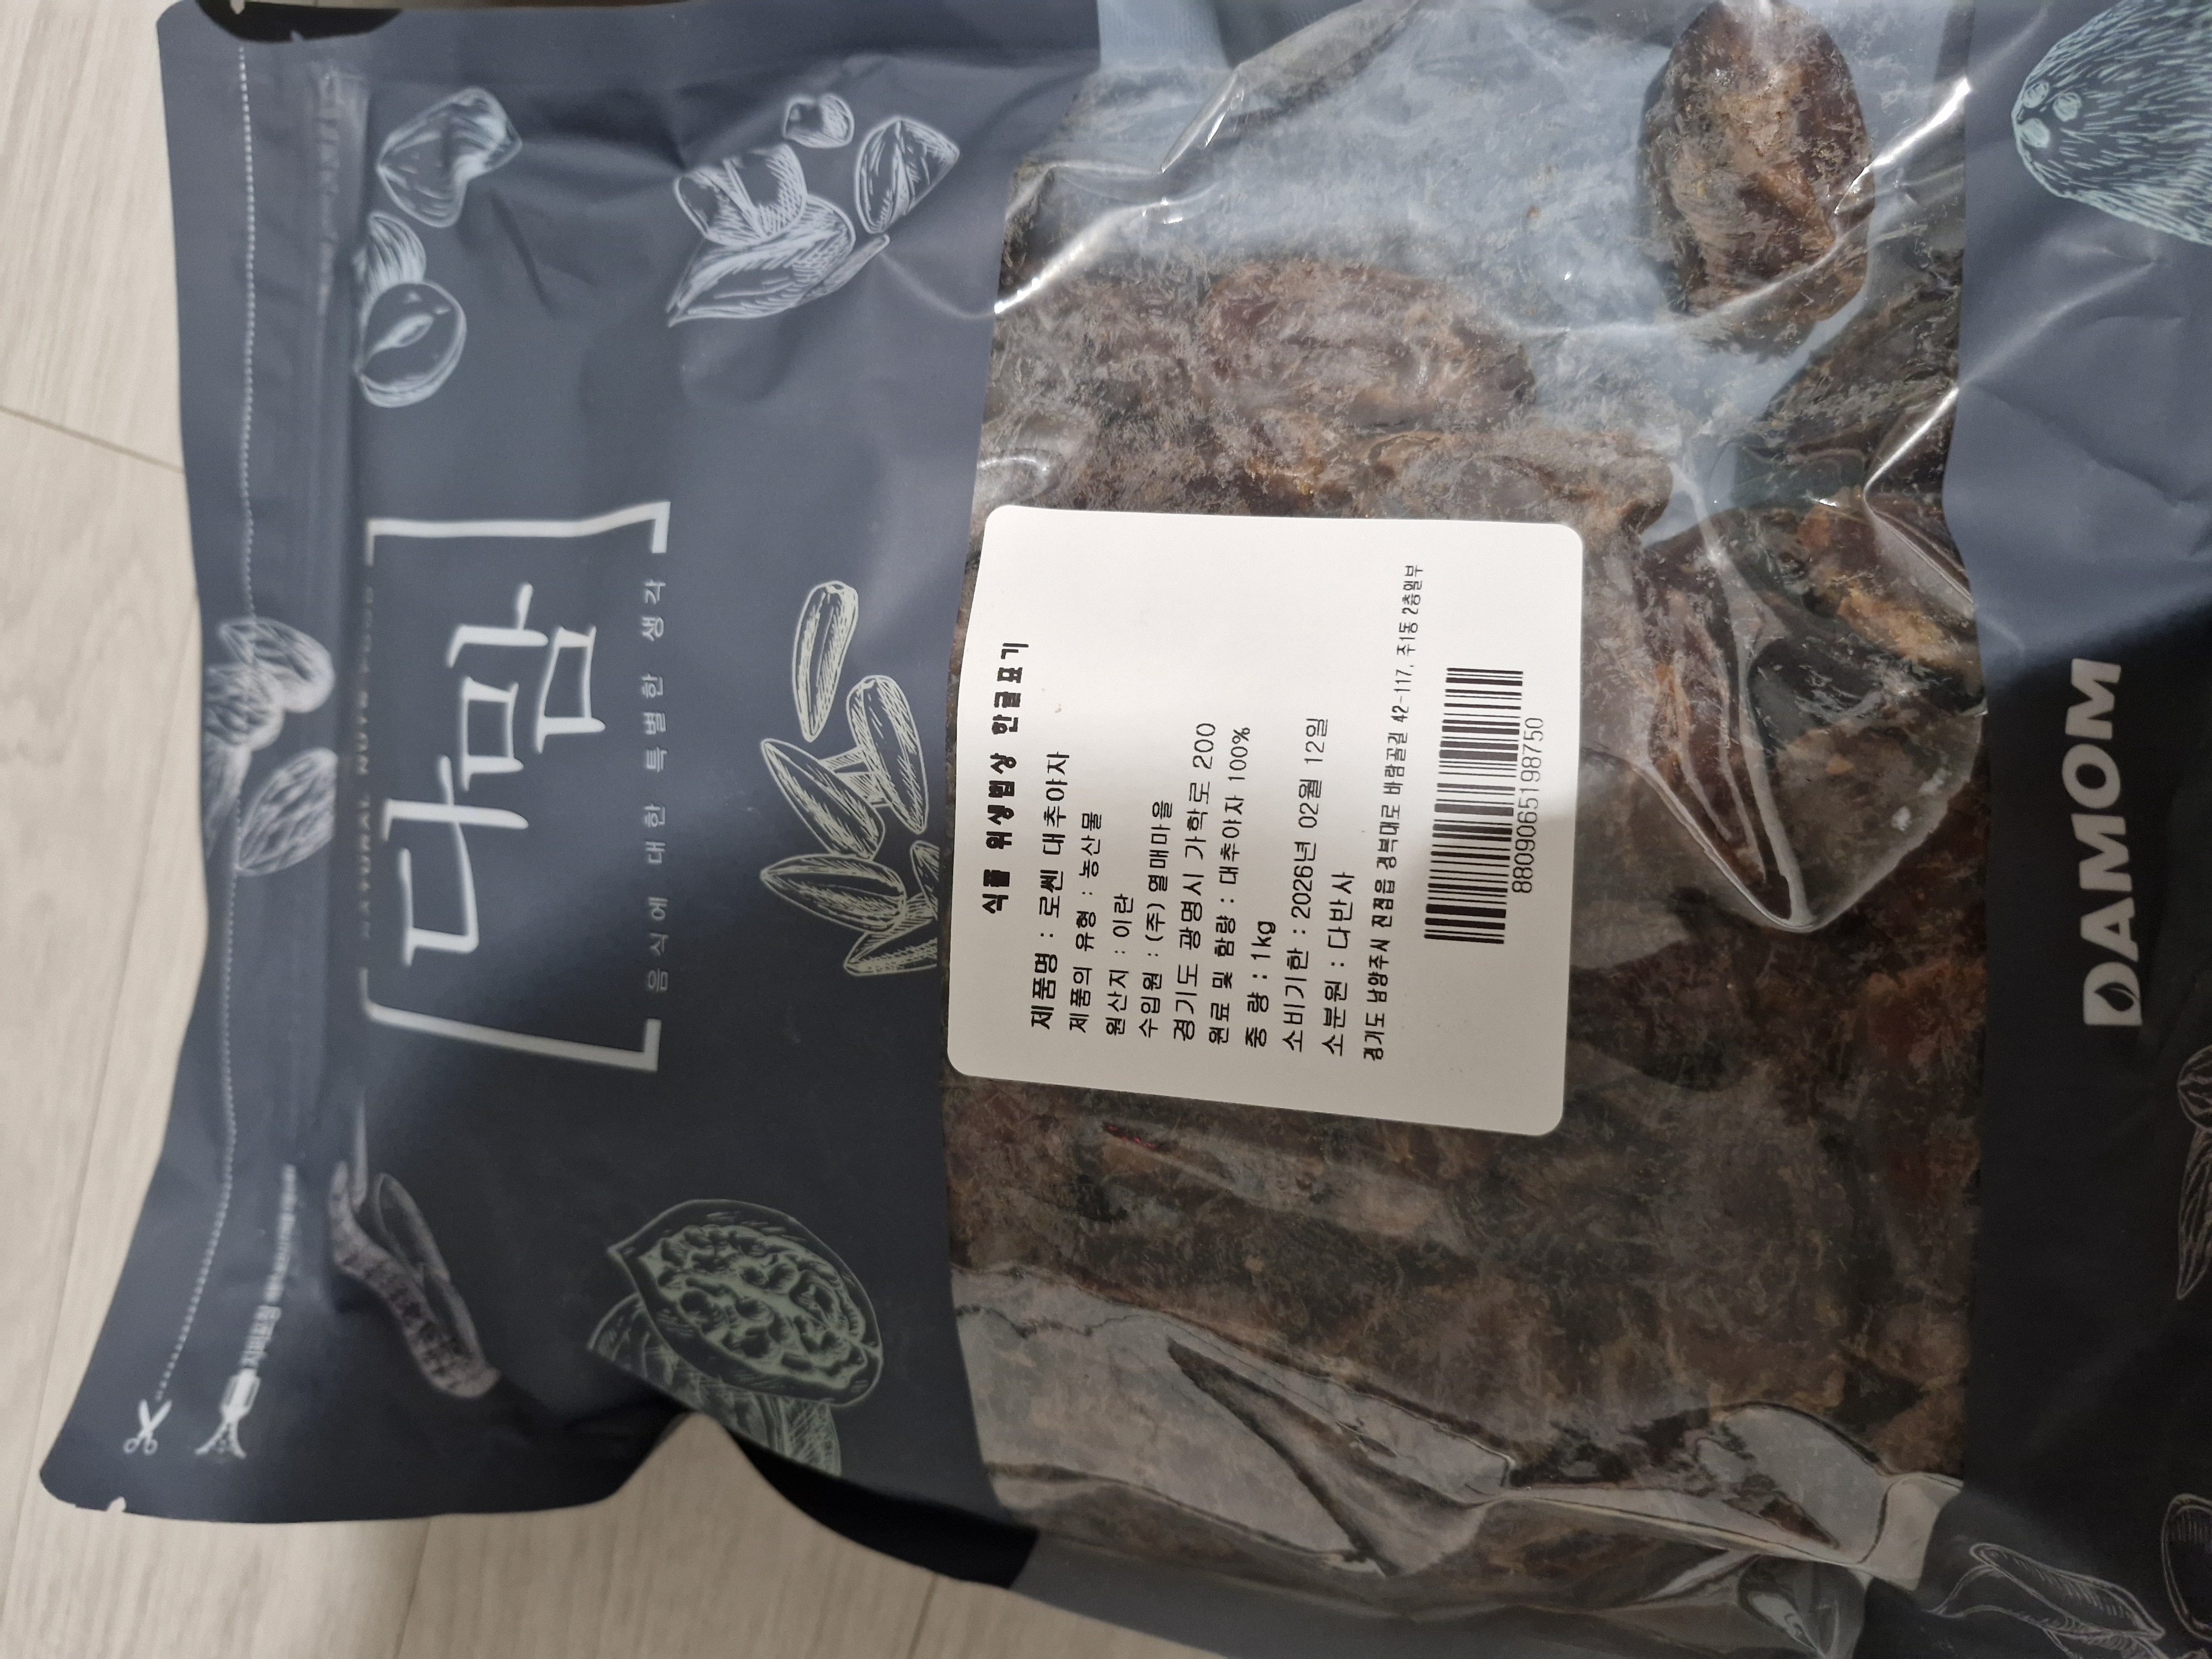 NATURAL NUTS FOOD
다맘
음식에 대한 특별한 생각
식품 위생법상 한글표기
제품명 : 로쎈 대추야자
제품의 유형 : 농산물
원산지 : 이란
수입원 : (주) 열매마을
경기도 광명시 가학로 200
원료 및 함량 : 대추야자 100%
중 량 : 1kg
소비기한 : 2026년 02월 12일
소분원 : 다반사
경기도 남양주시 진접읍 경복대로 바람골길 42-117, 주1동 2층일부
8809065198750
DAMOM